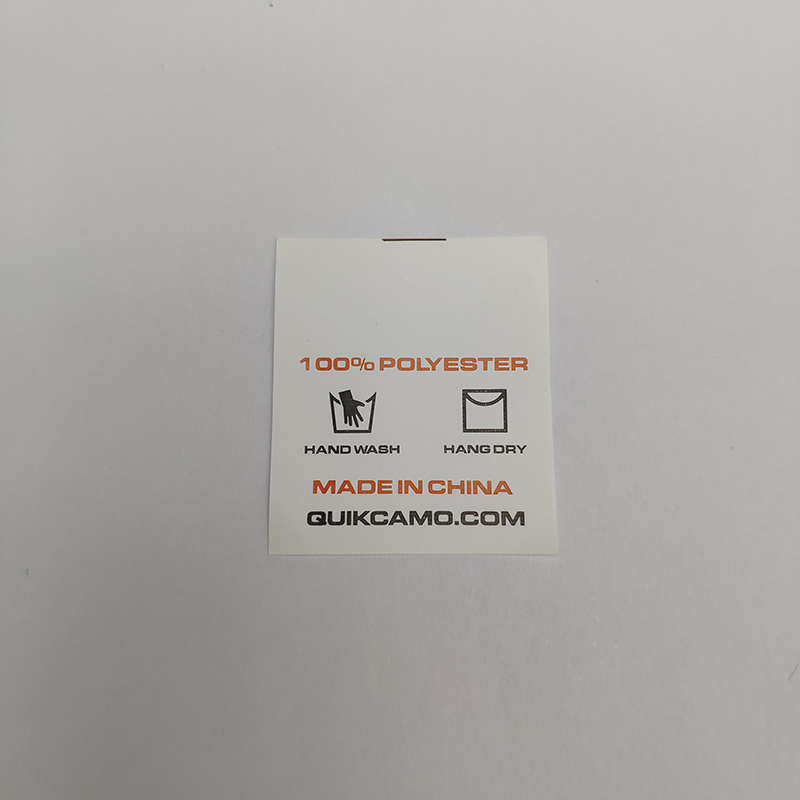 100% POLYESTER
HAND WASH HANG DRY
MADE IN CHINA
QUIKCAMO.COM